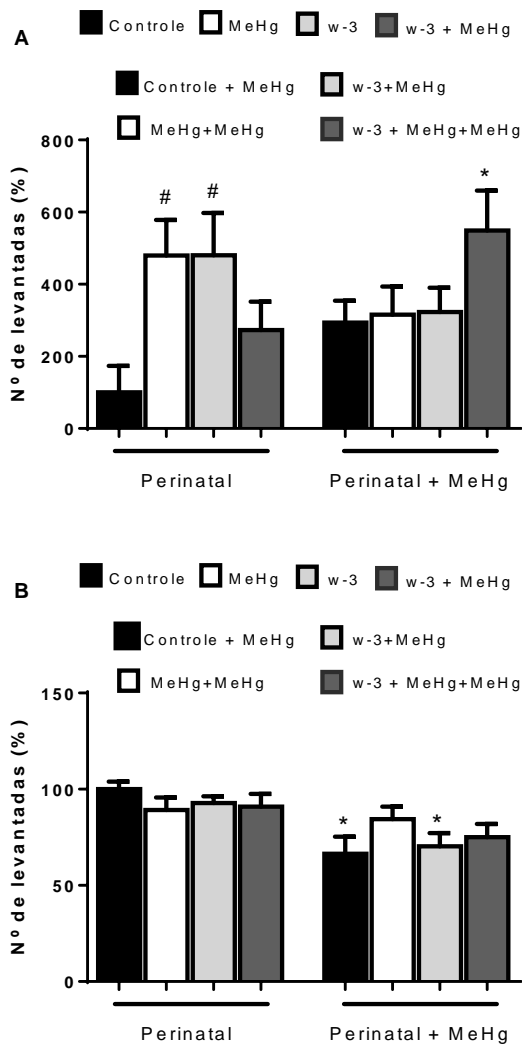 A
Controle MeHg w-3 w-3 + MeHg
Controle + MeHg w-3+MeHg
MeHg+MeHg w-3 + MeHg+MeHg
Nº de levantadas (%)
800
600
400
200
0
# # *
Perinatal Perinatal + MeHg
B
Controle MeHg w-3 w-3 + MeHg
Controle + MeHg w-3+MeHg
MeHg+MeHg w-3 + MeHg+MeHg
Nº de levantadas (%)
150
100
50
0
* *
Perinatal Perinatal + MeHg